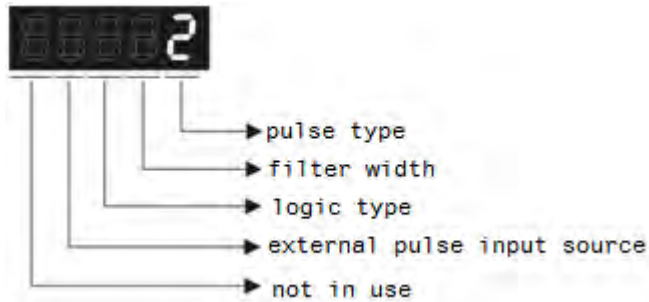 2
pulse type
filter width
logic type
external pulse input source
not in use